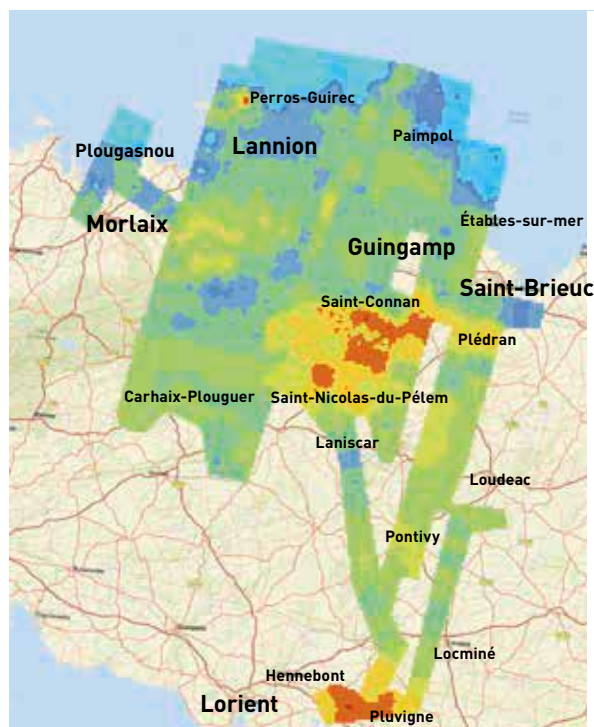 Perros-Guirec
Lannion
Paimpol
Plougasnou
Morlaix
Étables-sur-mer
Guingamp
Saint-Brieuc
Saint-Connan
Plédran
Carhaix-Plouguer
Saint-Nicolas-du-Pélem
Laniscar
Loudeac
Pontivy
Locminé
Hennebont
Lorient
Pluvigne